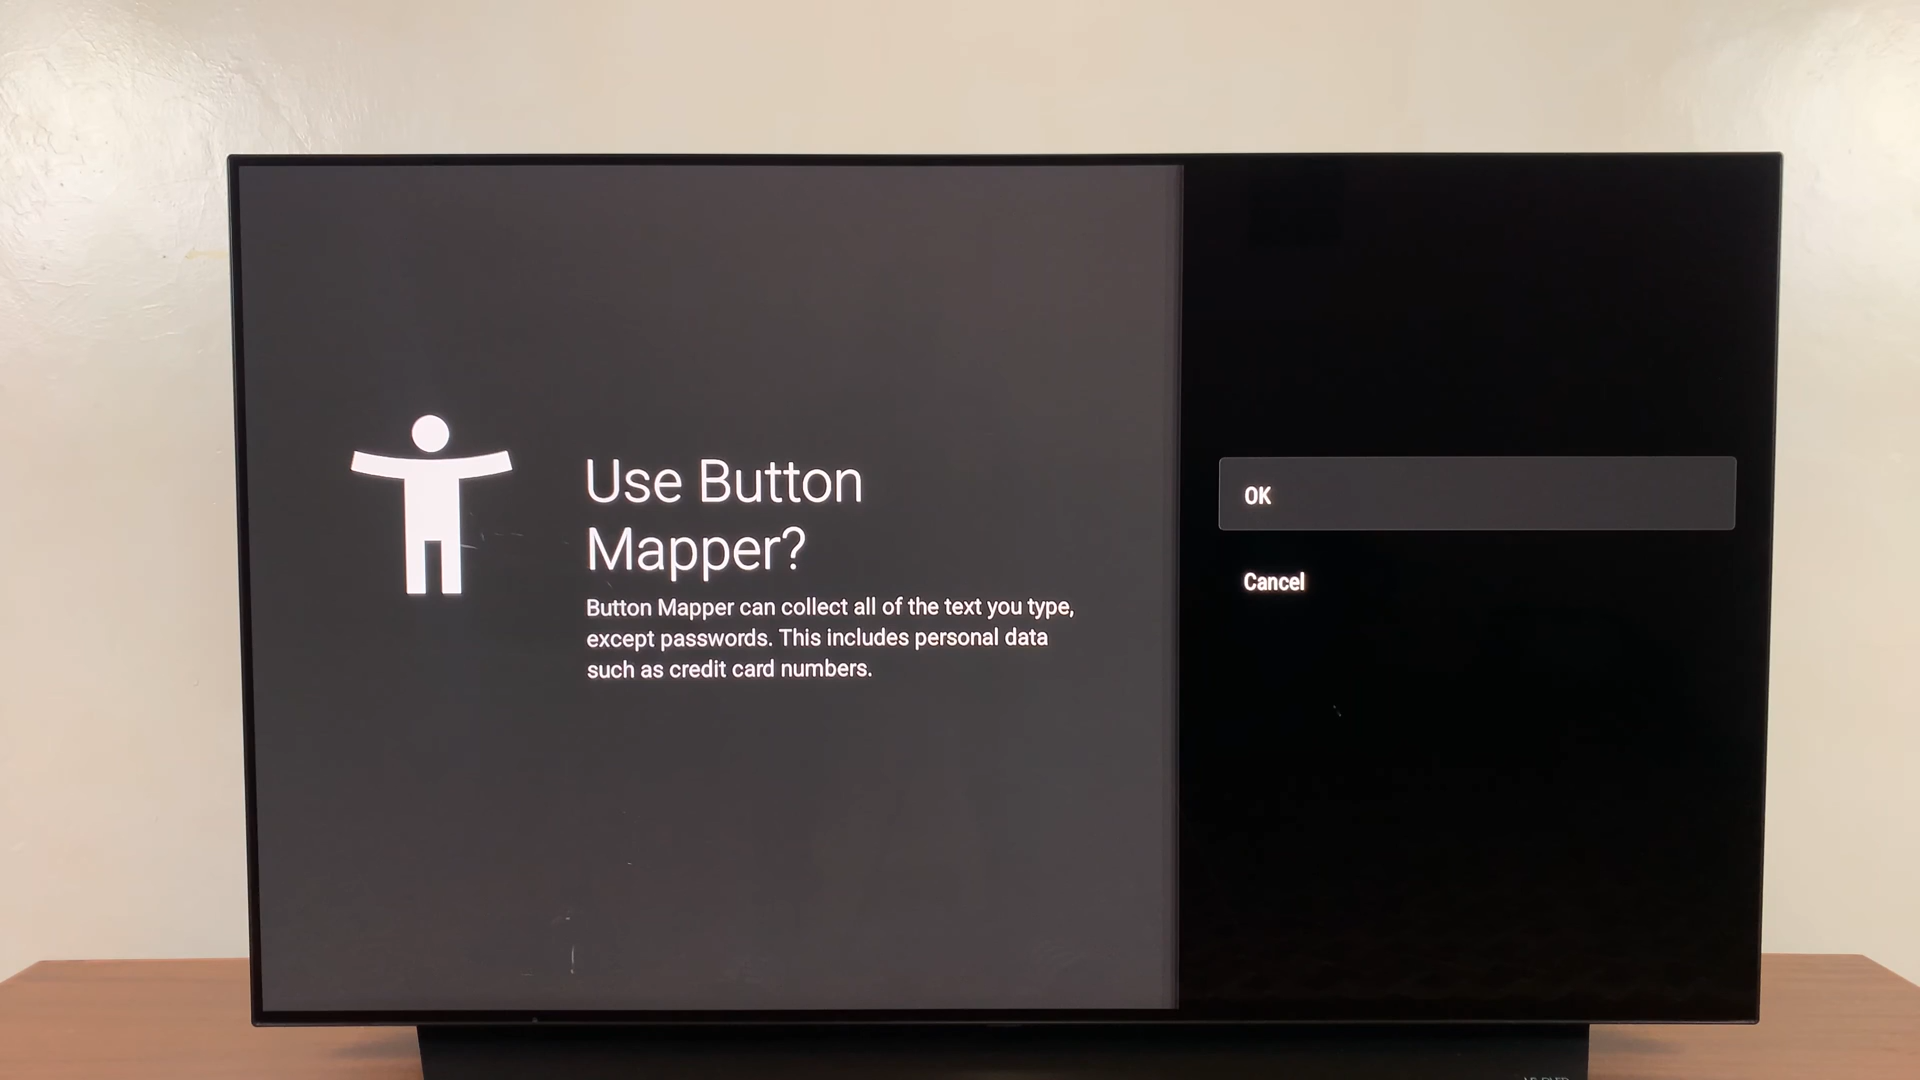 Use Button
Mapper?
Button Mapper can collect all of the text you type,
except passwords. This includes personal data
such as credit card numbers.
OK
Cancel